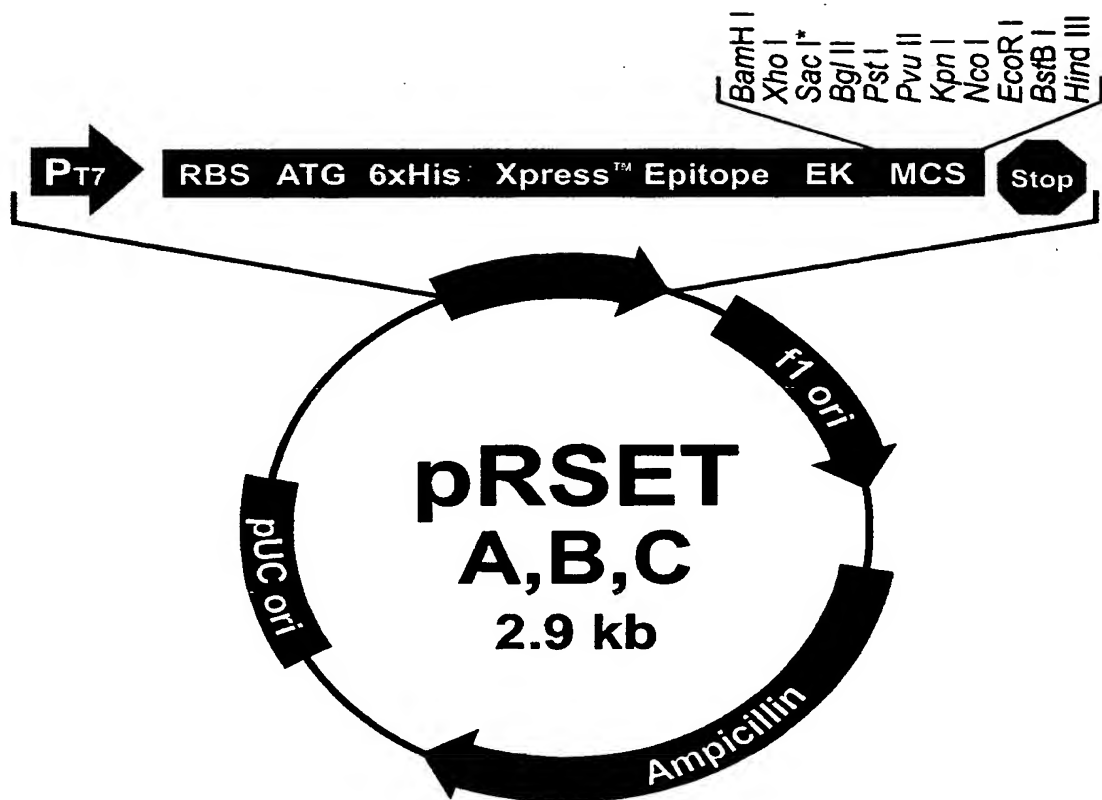 BamH I
Xho I
Sac I*
Bgl II
Pst I
Pvu II
Kpn I
Nco I
EcoR I
BstB I
Hind III
PT7
RBS ATG 6xHis Xpress™ Epitope EK MCS
Stop
f1 ori
pRSET
A,B,C
2.9 kb
pUC ori
Ampicillin